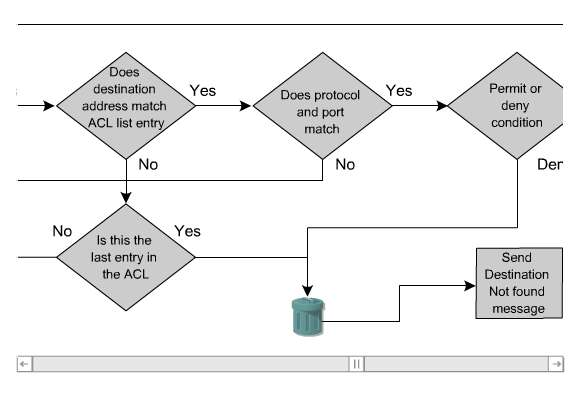 Does
destination
address match
ACL list entry
Yes
Does protocol
and port
match
Yes
Permit or
deny
condition
No
No
No
Is this the
last entry in
the ACL
Yes
Send
Destination
Not found
message